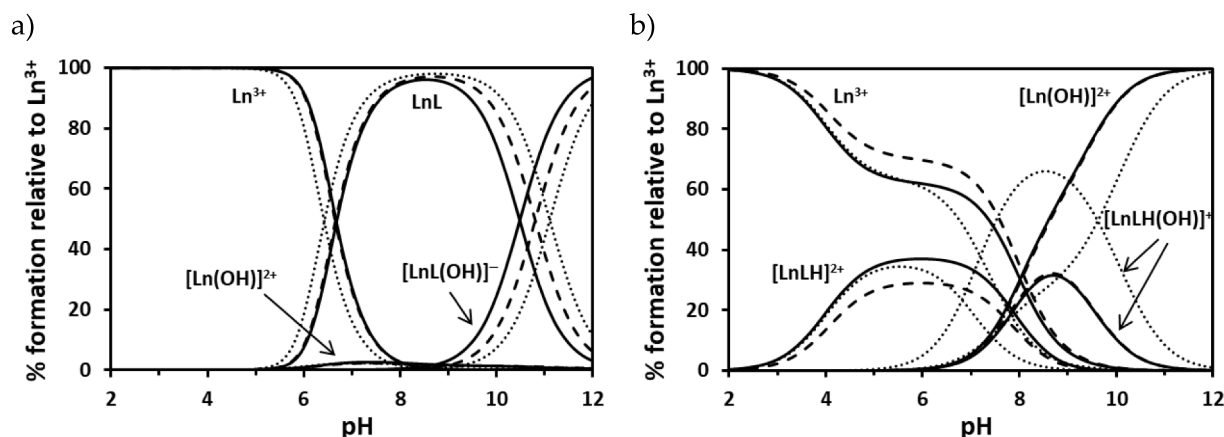 a)
% formation relative to Ln³⁺
100
80
60
40
20
0
Ln³⁺
LnL
[Ln(OH)]²⁺
[LnL(OH)]⁻
2 4 6 8 10 12
pH
b)
% formation relative to Ln³⁺
100
80
60
40
20
0
Ln³⁺
[Ln(OH)]²⁺
[LnLH(OH)]⁺
[LnLH]²⁺
2 4 6 8 10 12
pH